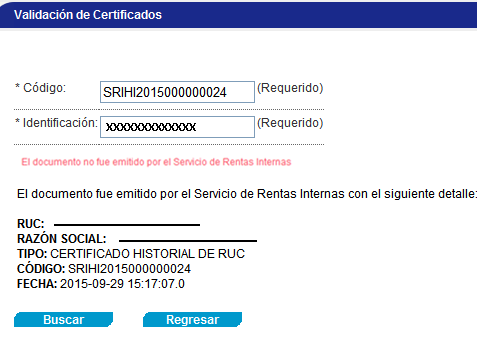 Validación de Certificados
* Código: SRIHI2015000000024 (Requerido)
* Identificación: XXXXXXXXXXXXX (Requerido)
El documento no fue emitido por el Servicio de Rentas Internas
El documento fue emitido por el Servicio de Rentas Internas con el siguiente detalle:
RUC:
RAZÓN SOCIAL:
TIPO: CERTIFICADO HISTORIAL DE RUC
CÓDIGO: SRIHI2015000000024
FECHA: 2015-09-29 15:17:07.0
Buscar Regresar